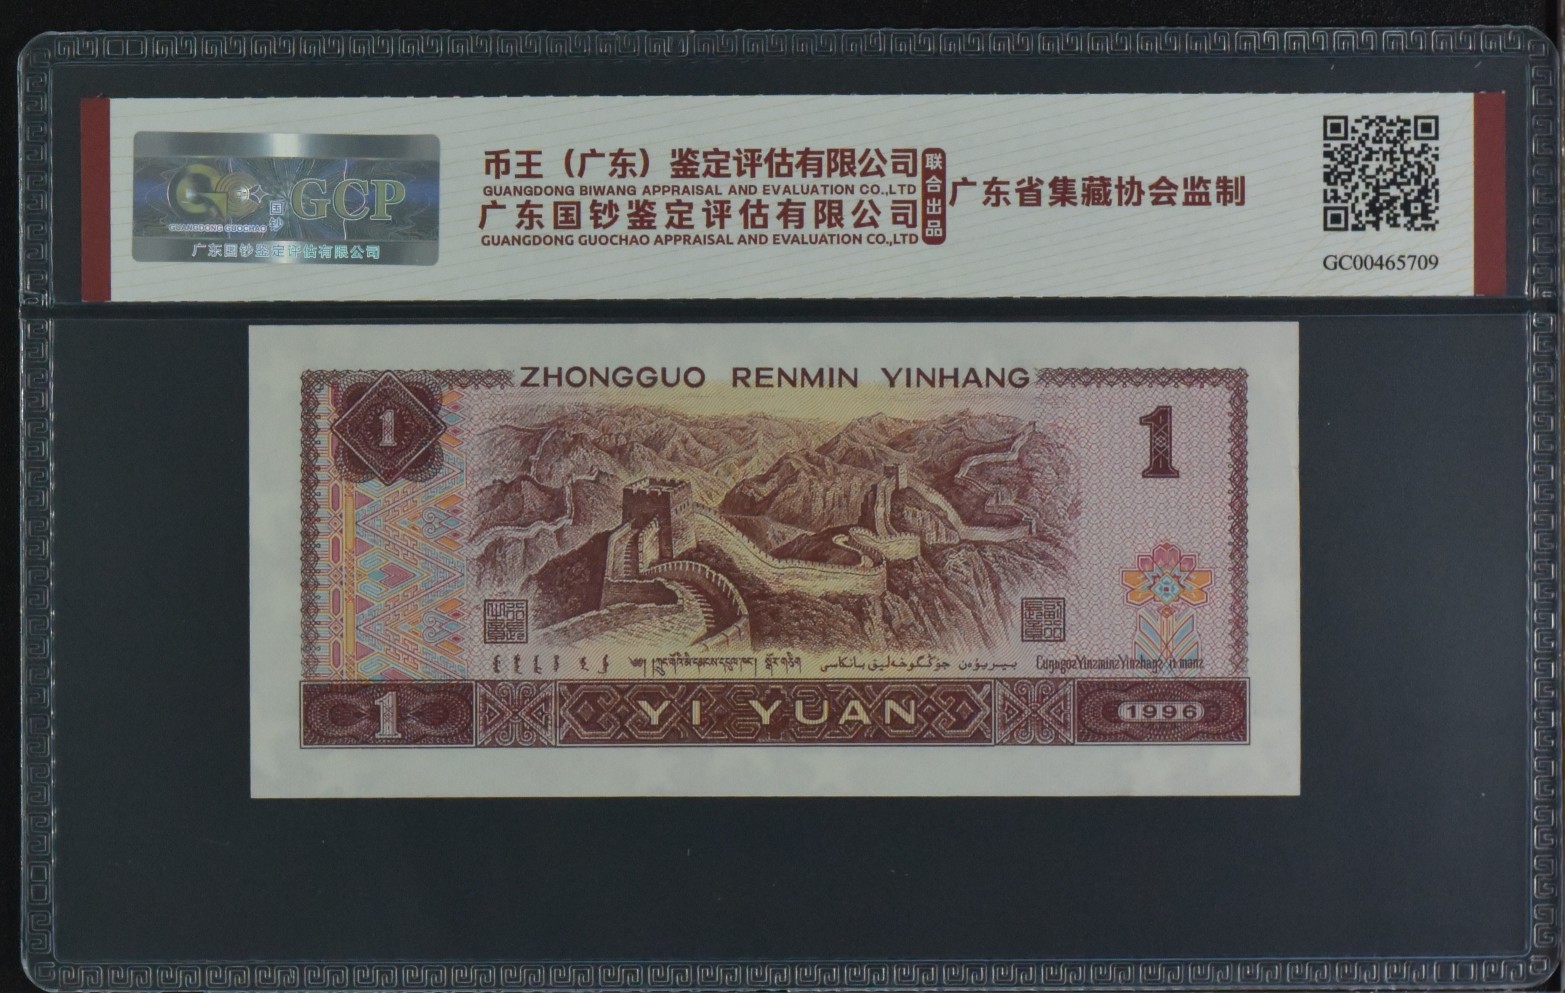 GCP
国钞
GUANGDONG GUOCHAO
广东国钞鉴定评估有限公司
币王（广东）鉴定评估有限公司
GUANGDONG BIWANG APPRAISAL AND EVALUATION CO.,LTD
广东国钞鉴定评估有限公司
GUANGDONG GUOCHAO APPRAISAL AND EVALUATION CO.,LTD
联合出品
广东省集藏协会监制
GC00465709
ZHONGGUO RENMIN YINHANG
1
1
1
YI YUAN
1996